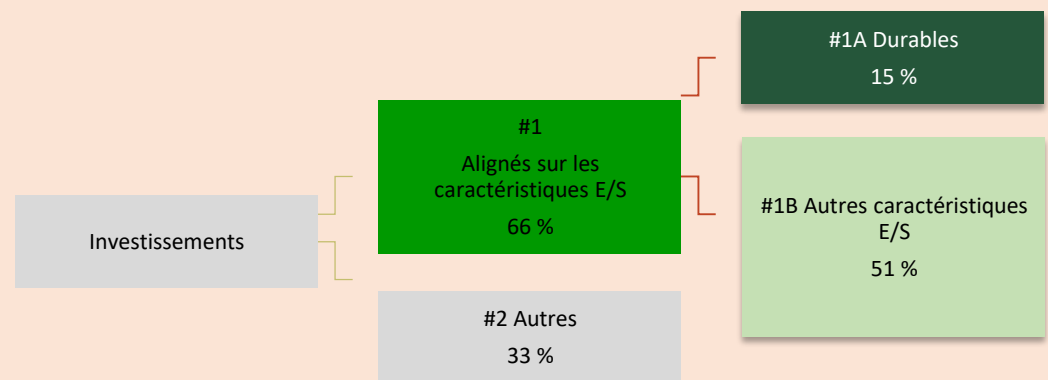 Investissements
#1
Alignés sur les
caractéristiques E/S
66 %
#2 Autres
33 %
#1A Durables
15 %
#1B Autres caractéristiques
E/S
51 %